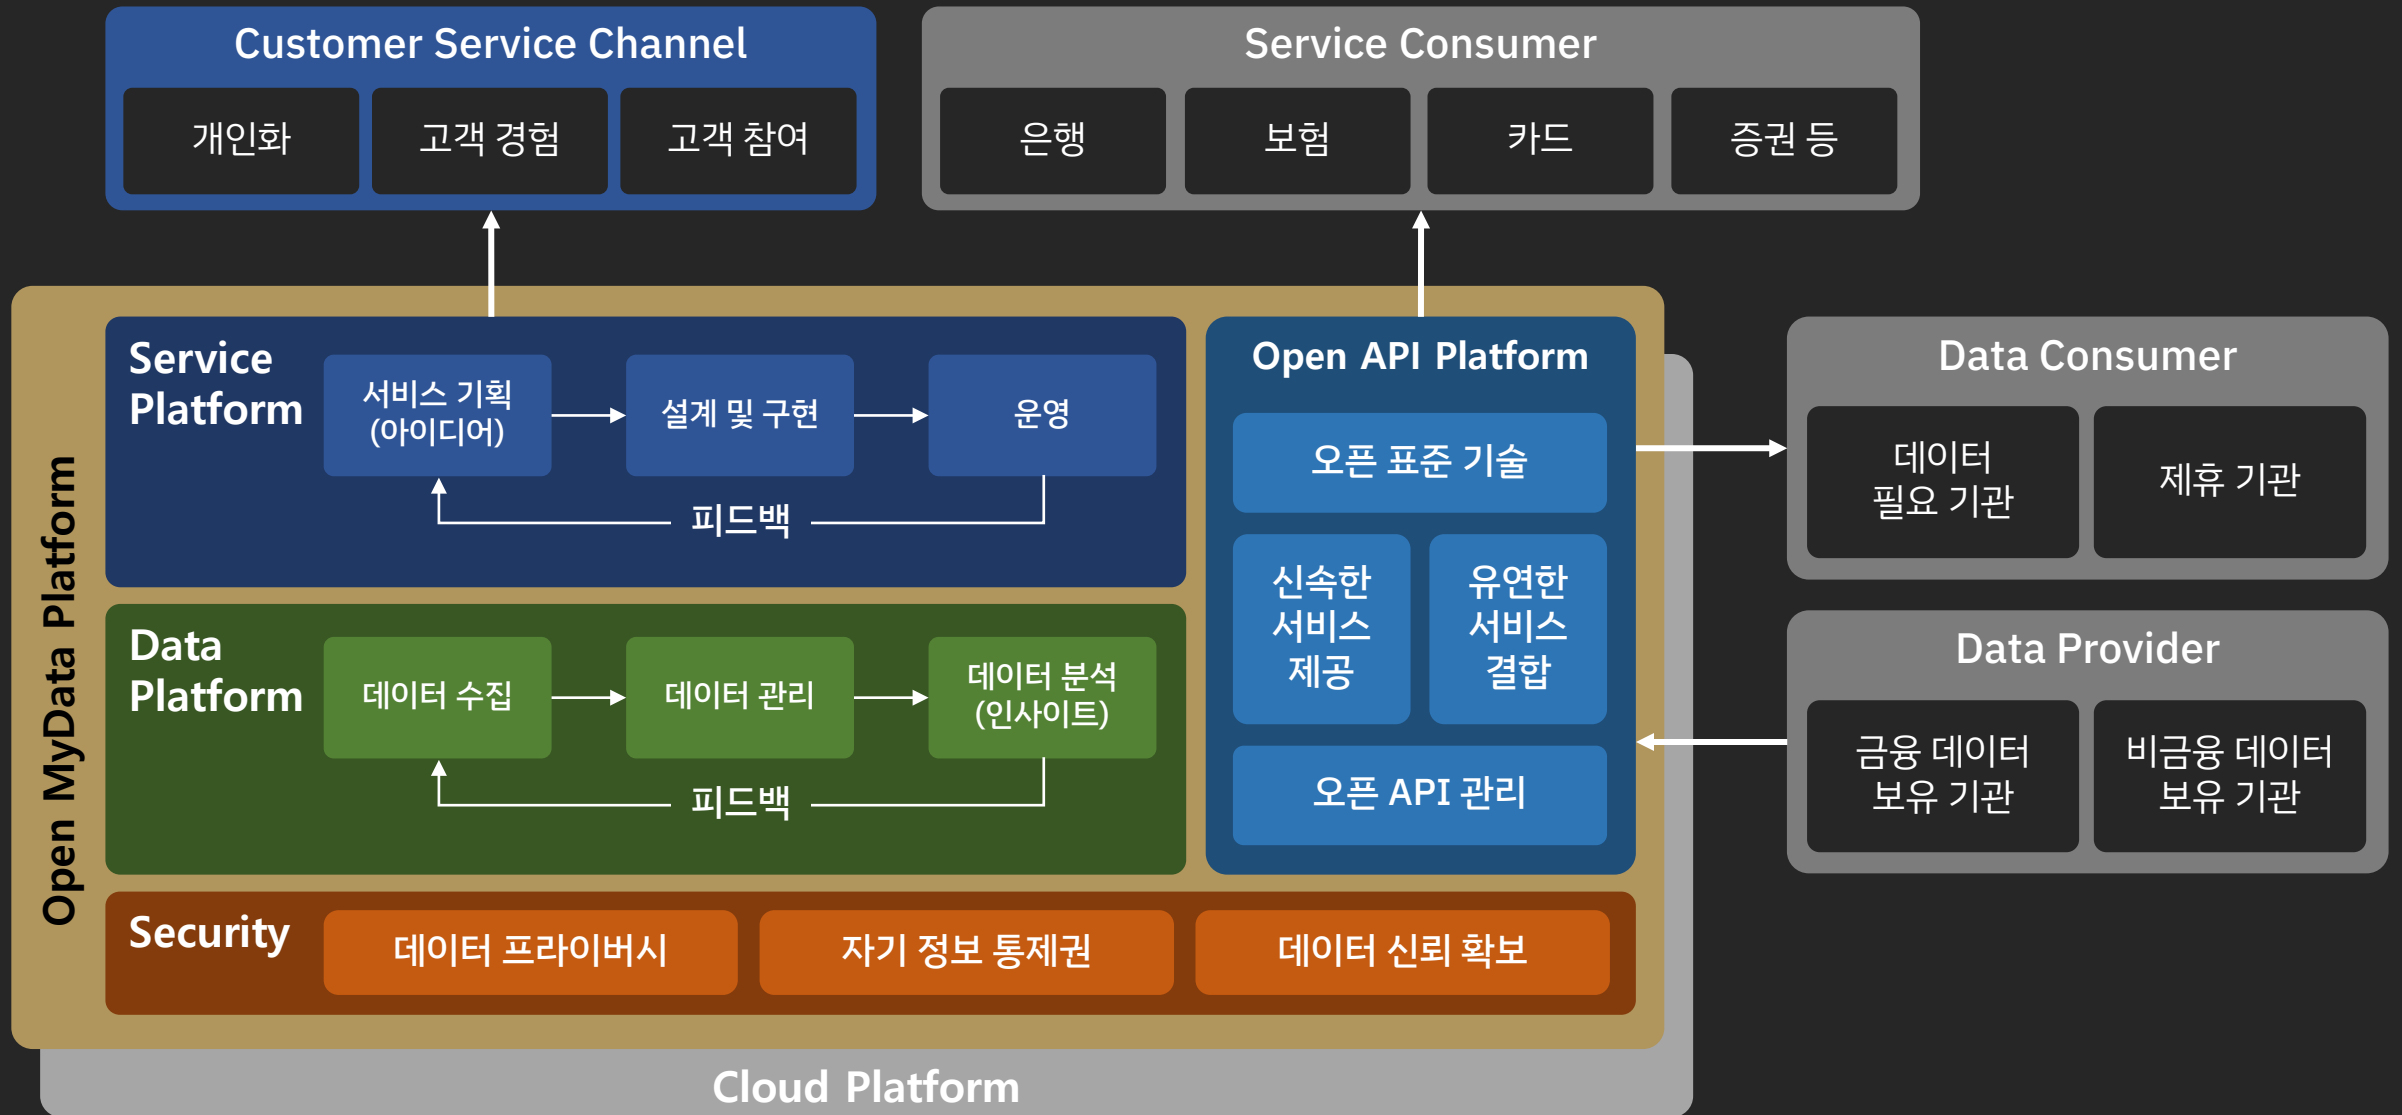 Customer Service Channel
개인화
고객 경험
고객 참여
Service Consumer
은행
보험
카드
증권 등
Open MyData Platform
Service
Platform
서비스 기획
(아이디어)
설계 및 구현
운영
피드백
Data
Platform
데이터 수집
데이터 관리
데이터 분석
(인사이트)
피드백
Open API Platform
오픈 표준 기술
신속한
서비스
제공
유연한
서비스
결합
오픈 API 관리
Security
데이터 프라이버시
자기 정보 통제권
데이터 신뢰 확보
Cloud Platform
Data Consumer
데이터
필요 기관
제휴 기관
Data Provider
금융 데이터
보유 기관
비금융 데이터
보유 기관